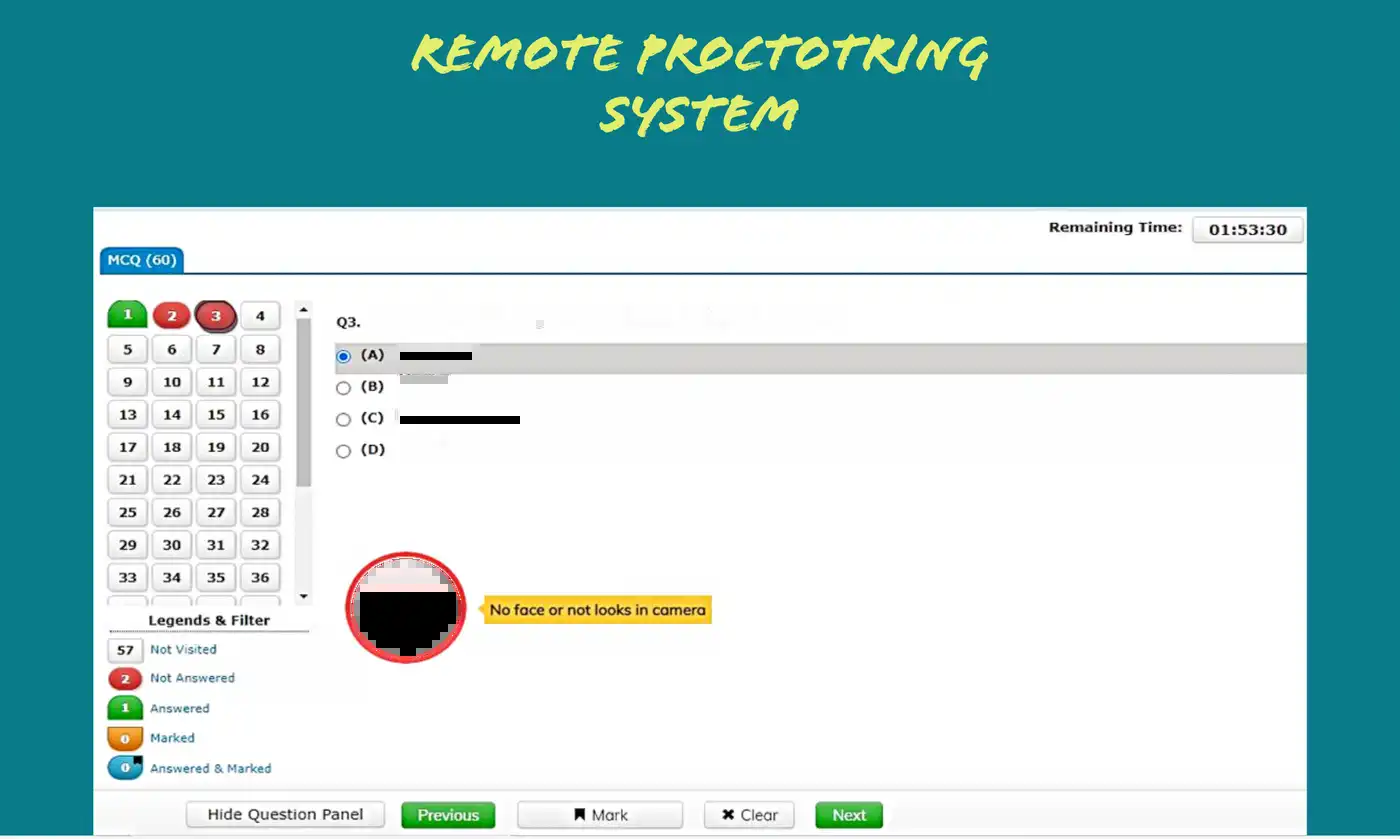 REMOTE PROCTOTRING
SYSTEM
Remaining Time: 01:53:30
MCQ (60)
1 2 3 4
5 6 7 8
9 10 11 12
13 14 15 16
17 18 19 20
21 22 23 24
25 26 27 28
29 30 31 32
33 34 35 36
Q3.
(A)
(B)
(C)
(D)
No face or not looks in camera
Legends & Filter
57 Not Visited
2 Not Answered
1 Answered
0 Marked
0 Answered & Marked
Hide Question Panel Previous Mark Clear Next